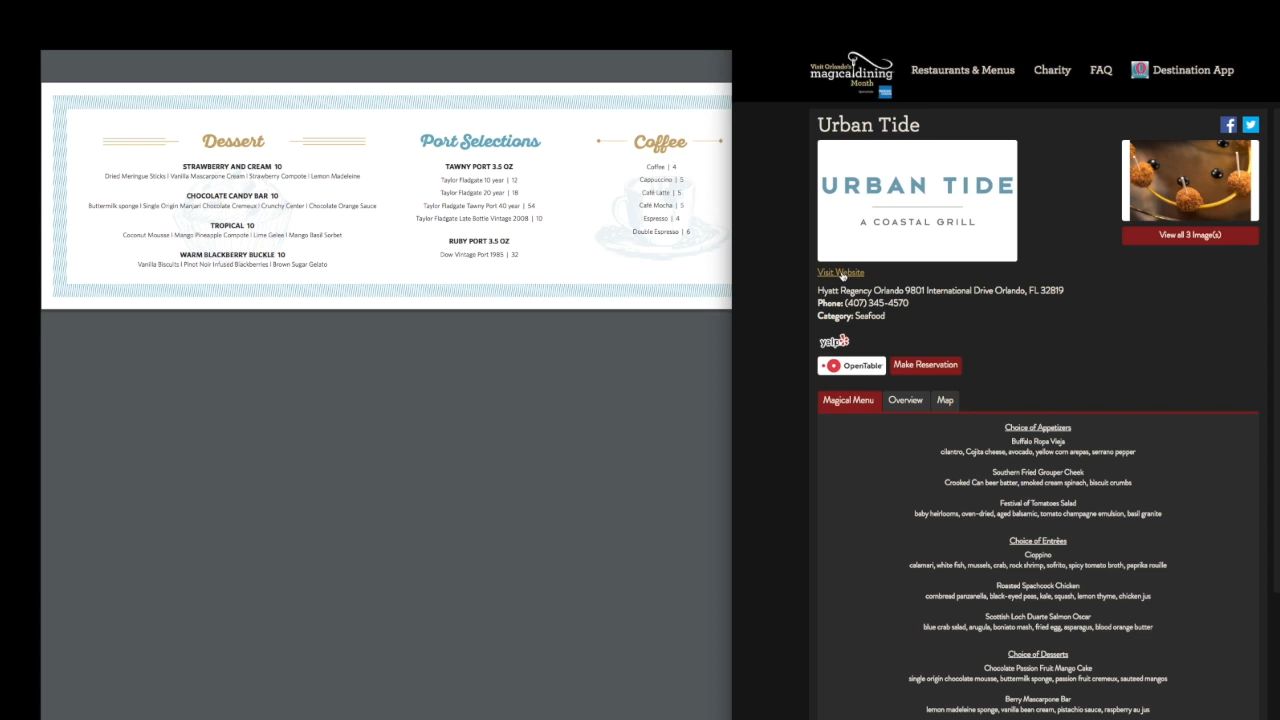 Dessert
STRAWBERRY AND CREAM 10
Dried Meringue Sticks | Vanilla Mascarpone Cream | Strawberry Compote | Lemon Madeleine
CHOCOLATE CANDY BAR 10
Buttermilk sponge | Single Origin Manjari Chocolate Cremeux | Crunchy Center | Chocolate Orange Sauce
TROPICAL 10
Coconut Mousse | Mango Pineapple Compote | Lime Gelee | Mango Basil Sorbet
WARM BLACKBERRY BUCKLE 10
Vanilla Biscuits | Pinot Noir Infused Blackberries | Brown Sugar Gelato
Port Selections
TAWNY PORT 3.5 OZ
Taylor Fladgate 10 year | 12
Taylor Fladgate 20 year | 18
Taylor Fladgate Tawny Port 40 year | 54
Taylor Fladgate Late Bottle Vintage 2008 | 10
RUBY PORT 3.5 OZ
Dow Vintage Port 1985 | 32
Coffee
Coffee | 4
Cappuccino | 5
Café Latte | 5
Café Mocha | 5
Espresso | 4
Double Espresso | 6
Visit Orlando's
magicaldining
Month
Restaurants & Menus Charity FAQ Destination App
Urban Tide
URBAN TIDE
A COASTAL GRILL
View all 3 Image(s)
Visit Website
Hyatt Regency Orlando 9801 International Drive Orlando, FL 32819
Phone: (407) 345-4570
Category: Seafood
yelp
OpenTable Make Reservation
Magical Menu Overview Map
Choice of Appetizers
Buffalo Ropa Vieja
cilantro, Cojita cheese, avocado, yellow corn arepas, serrano pepper
Southern Fried Grouper Cheek
Crooked Can beer batter, smoked cream spinach, biscuit crumbs
Festival of Tomatoes Salad
baby heirlooms, oven-dried, aged balsamic, tomato champagne emulsion, basil granite
Choice of Entrées
Cioppino
calamari, white fish, mussels, crab, rock shrimp, sofrito, spicy tomato broth, peprika rouille
Roasted Spachcock Chicken
cornbread panzanella, black-eyed peas, kale, squash, lemon thyme, chicken jus
Scottish Loch Duarte Salmon Oscar
blue crab salad, arugula, boniato mash, fried egg, asparagus, blood orange butter
Choice of Desserts
Chocolate Passion Fruit Mango Cake
single origin chocolate mousse, buttermilk sponge, passion fruit cremeux, sauteed mangos
Berry Mascarpone Bar
lemon madeleine sponge, vanilla bean cream, pistachio sauce, raspberry au jus